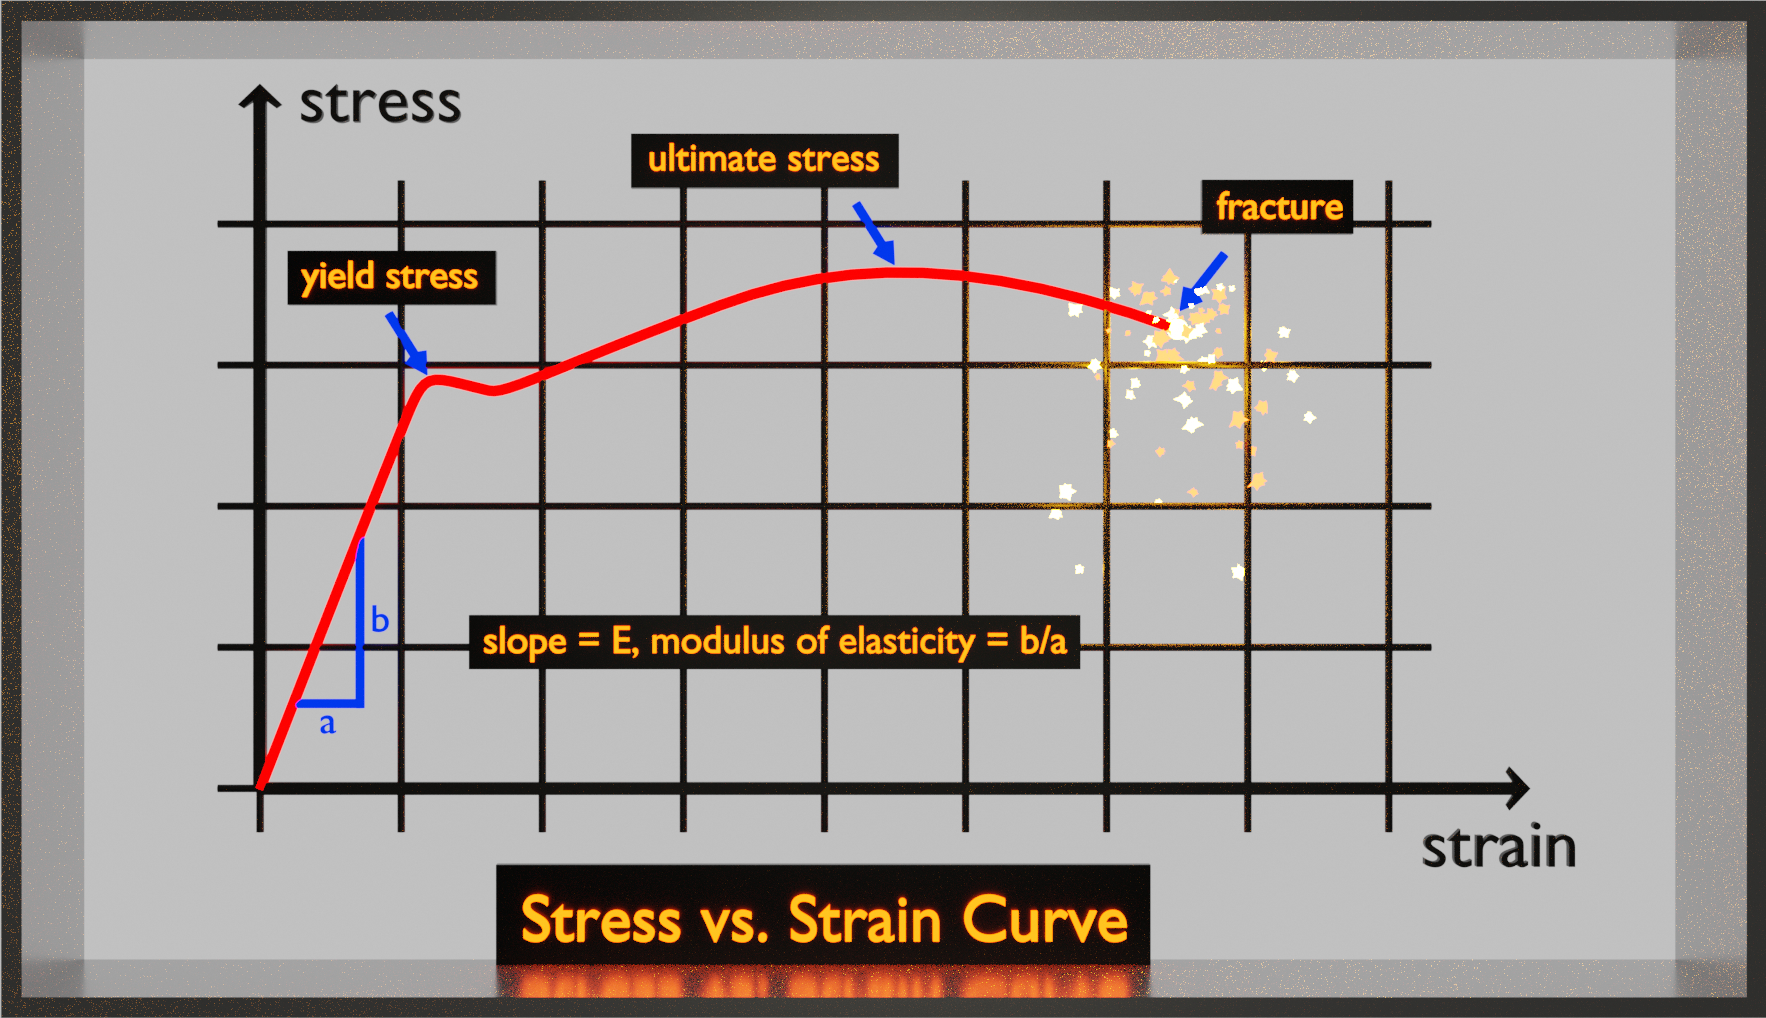 stress
ultimate stress
fracture
yield stress
b
slope = E, modulus of elasticity = b/a
a
strain
Stress vs. Strain Curve